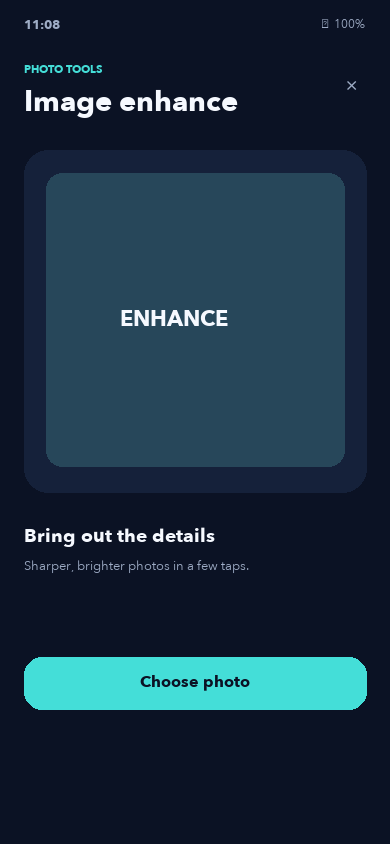 11:08
100%
PHOTO TOOLS
Image enhance
×
ENHANCE
Bring out the details
Sharper, brighter photos in a few taps.
Choose photo